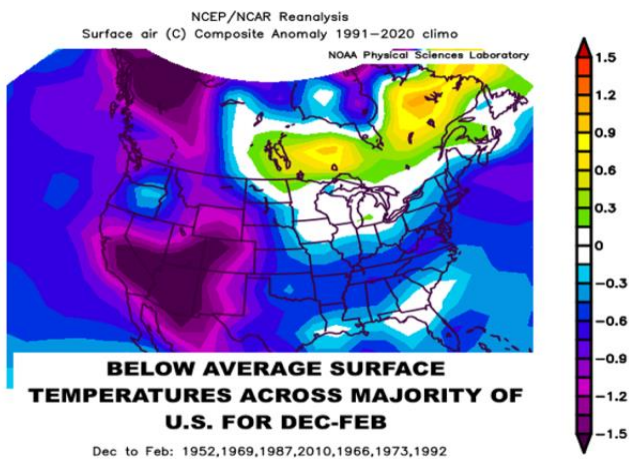 NCEP/NCAR Reanalysis
Surface air (C) Composite Anomaly 1991-2020 climo
NOAA Physical Sciences Laboratory
1.5
1.2
0.9
0.6
0.3
0
-0.3
-0.6
-0.9
-1.2
-1.5
BELOW AVERAGE SURFACE
TEMPERATURES ACROSS MAJORITY OF
U.S. FOR DEC-FEB
Dec to Feb: 1952,1969,1987,2010,1966,1973,1992